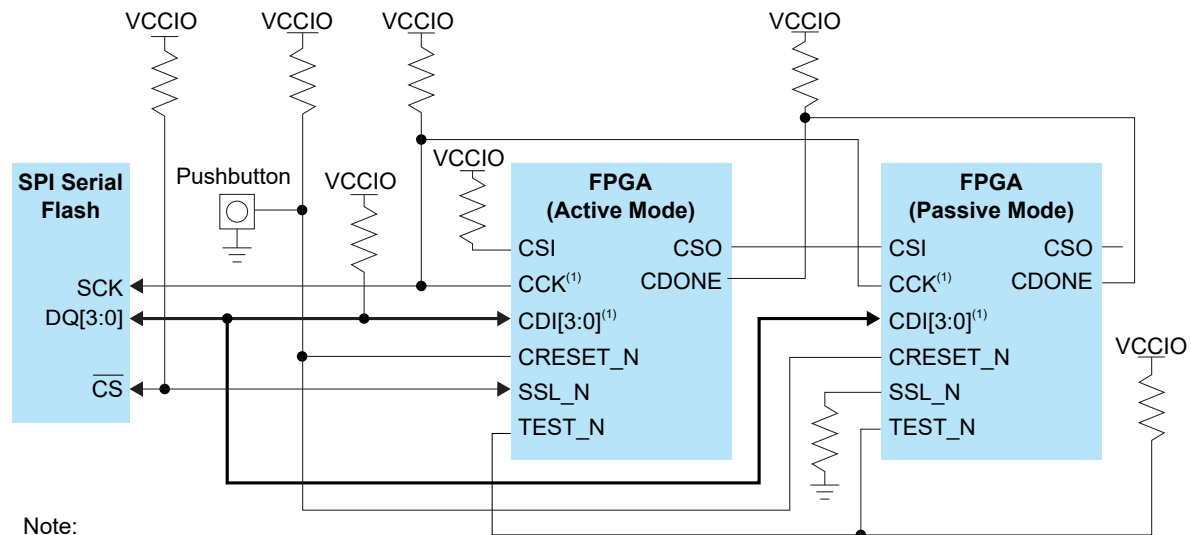 VCCIO VCCIO VCCIO VCCIO
VCCIO
SPI Serial
Flash
Pushbutton
VCCIO
SCK
DQ[3:0]
C̅S̅
FPGA
(Active Mode)
CSI CSO
CCK(1) CDONE
CDI[3:0](1)
CRESET_N
SSL_N
TEST_N
FPGA
(Passive Mode)
CSI CSO
CCK(1) CDONE
CDI[3:0](1)
CRESET_N
SSL_N
TEST_N
VCCIO
Note: